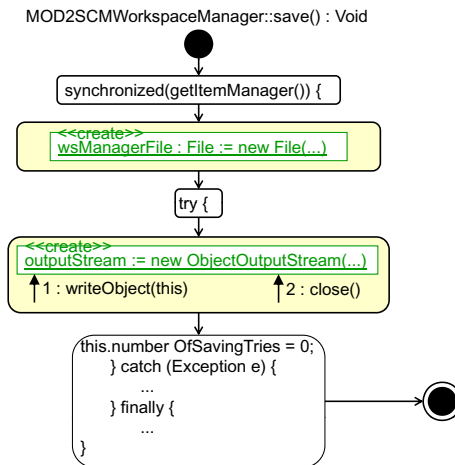 MOD2SCMWorkspaceManager::save() : Void
synchronized(getItemManager()) {
<<create>>
wsManagerFile : File := new File(...)
try {
<<create>>
outputStream := new ObjectOutputStream(...)
1 : writeObject(this)
2 : close()
this.number OfSavingTries = 0;
} catch (Exception e) {
...
} finally {
...
}